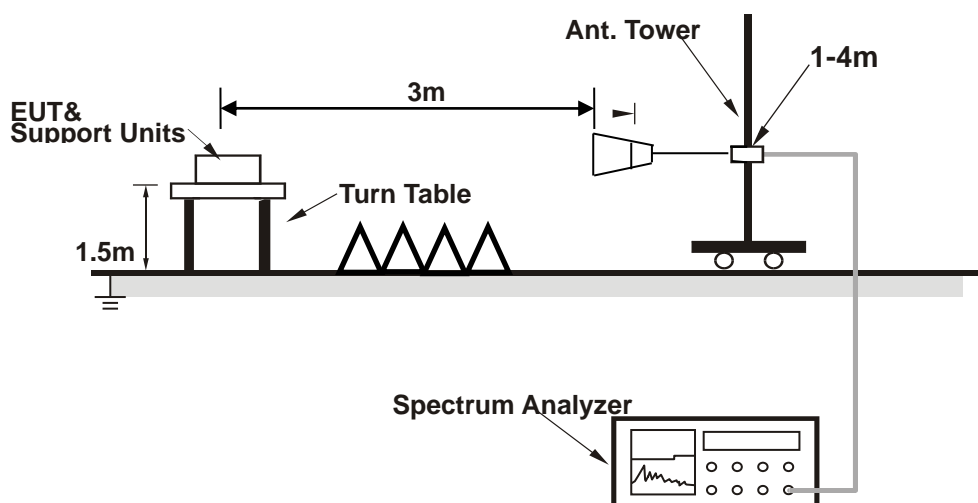 Ant. Tower
1-4m
3m
EUT&
Support Units
Turn Table
1.5m
Spectrum Analyzer